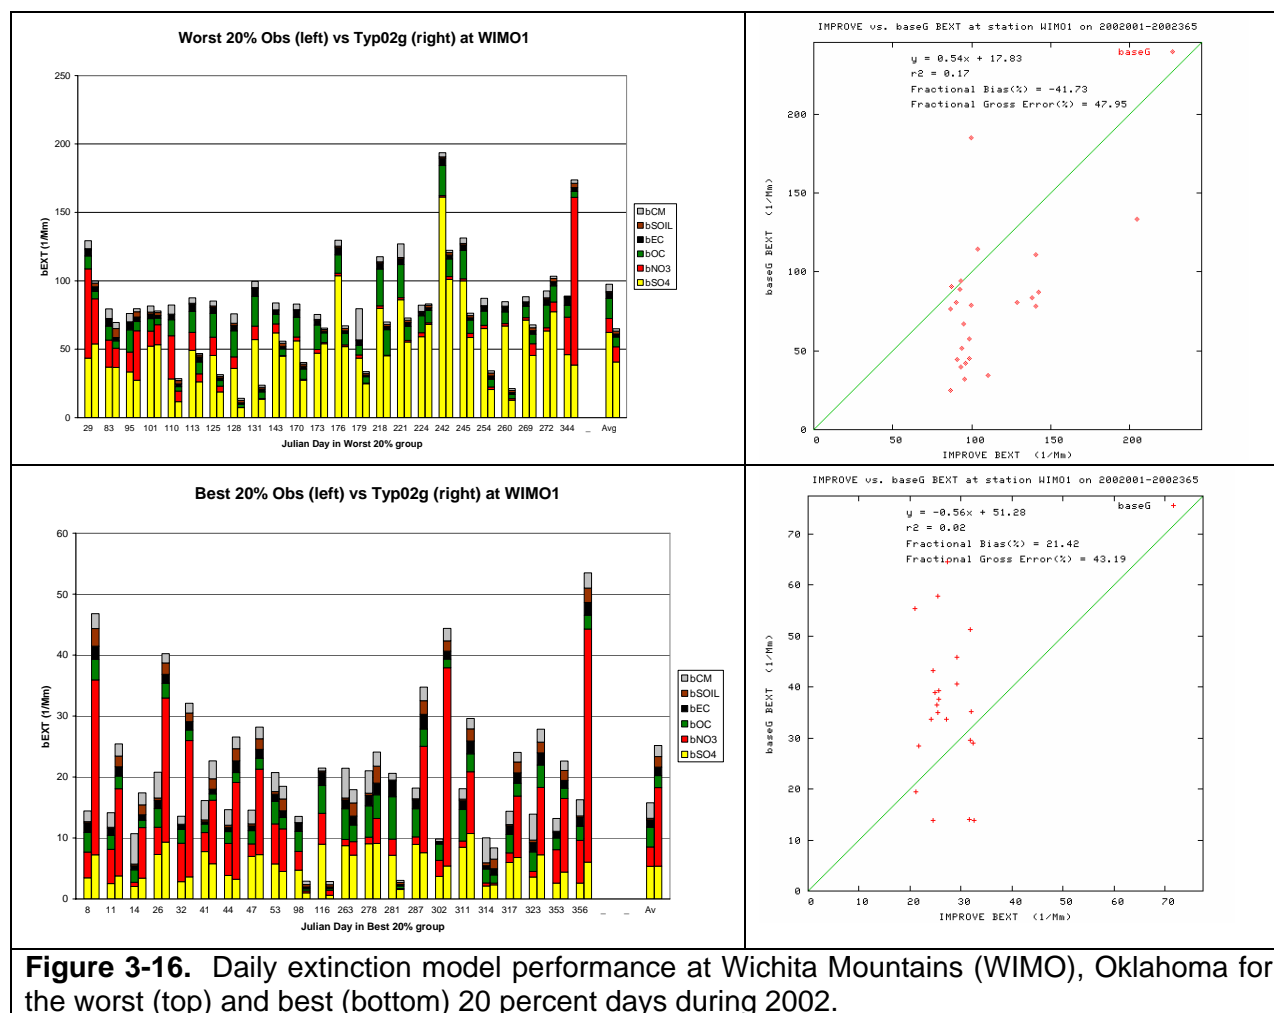 Worst 20% Obs (left) vs Typ02g (right) at WIMO1
250
200
150
100
50
0
bEXT (1/Mm)
29 83 95 101 110 113 125 128 131 143 170 173 176 179 218 221 224 242 245 254 260 269 272 344 _ Avg
Julian Day in Worst 20% group
bCM
bSOIL
bEC
bOC
bNO3
bSO4
IMPROVE vs. baseG BEXT at station WIMO1 on 2002001-2002365
y = 0.54x + 17.83
r2 = 0.17
Fractional Bias(%) = -41.73
Fractional Gross Error(%) = 47.95
baseG
200
150
100
50
0
baseG BEXT (1/Mm)
0 50 100 150 200
IMPROVE BEXT (1/Mm)
Best 20% Obs (left) vs Typ02g (right) at WIMO1
60
50
40
30
20
10
0
bEXT (1/Mm)
8 11 14 26 32 41 44 47 53 98 116 263 278 281 287 302 311 314 317 323 353 356 _ _ Av
Julian Day in Best 20% group
bCM
bSOIL
bEC
bOC
bNO3
bSO4
IMPROVE vs. baseG BEXT at station WIMO1 on 2002001-2002365
y = -0.56x + 51.28
r2 = 0.02
Fractional Bias(%) = 21.42
Fractional Gross Error(%) = 43.19
baseG
70
60
50
40
30
20
10
0
baseG BEXT (1/Mm)
0 10 20 30 40 50 60 70
IMPROVE BEXT (1/Mm)
Figure 3-16. Daily extinction model performance at Wichita Mountains (WIMO), Oklahoma for
the worst (top) and best (bottom) 20 percent days during 2002.